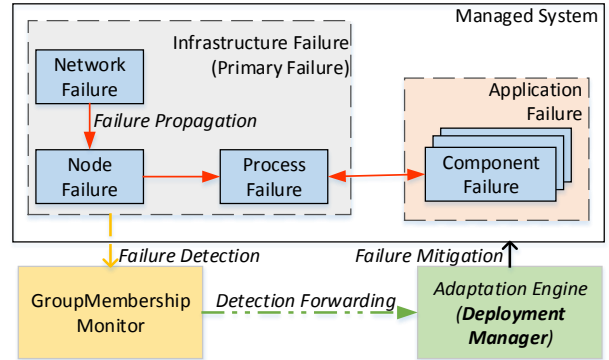 Managed System
Infrastructure Failure
(Primary Failure)
Network
Failure
Application
Failure
Failure Propagation
Node
Failure
Process
Failure
Component
Failure
Failure Detection
Failure Mitigation
GroupMembership
Monitor
Detection Forwarding
Adaptation Engine
(Deployment
Manager)